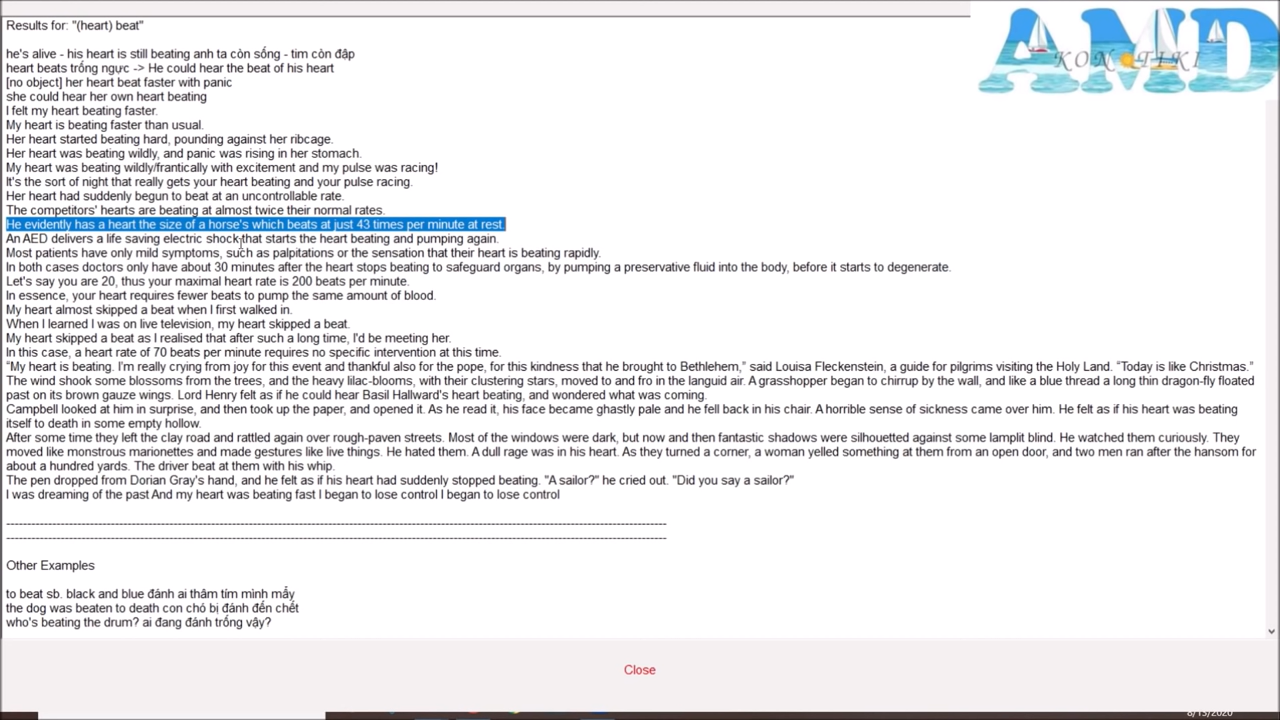 Results for: "(heart) beat"
AMD
KON TIKI
he's alive - his heart is still beating anh ta còn sống - tim còn đập
heart beats trống ngực -> He could hear the beat of his heart
[no object] her heart beat faster with panic
she could hear her own heart beating
I felt my heart beating faster.
My heart is beating faster than usual.
Her heart started beating hard, pounding against her ribcage.
Her heart was beating wildly, and panic was rising in her stomach.
My heart was beating wildly/frantically with excitement and my pulse was racing!
It's the sort of night that really gets your heart beating and your pulse racing.
Her heart had suddenly begun to beat at an uncontrollable rate.
The competitors' hearts are beating at almost twice their normal rates.
He evidently has a heart the size of a horse's which beats at just 43 times per minute at rest.
An AED delivers a life saving electric shock that starts the heart beating and pumping again.
Most patients have only mild symptoms, such as palpitations or the sensation that their heart is beating rapidly.
In both cases doctors only have about 30 minutes after the heart stops beating to safeguard organs, by pumping a preservative fluid into the body, before it starts to degenerate.
Let's say you are 20, thus your maximal heart rate is 200 beats per minute.
In essence, your heart requires fewer beats to pump the same amount of blood.
My heart almost skipped a beat when I first walked in.
When I learned I was on live television, my heart skipped a beat.
My heart skipped a beat as I realised that after such a long time, I'd be meeting her.
In this case, a heart rate of 70 beats per minute requires no specific intervention at this time.
“My heart is beating. I’m really crying from joy for this event and thankful also for the pope, for this kindness that he brought to Bethlehem,” said Louisa Fleckenstein, a guide for pilgrims visiting the Holy Land. “Today is like Christmas.”
The wind shook some blossoms from the trees, and the heavy lilac-blooms, with their clustering stars, moved to and fro in the languid air. A grasshopper began to chirrup by the wall, and like a blue thread a long thin dragon-fly floated
past on its brown gauze wings. Lord Henry felt as if he could hear Basil Hallward's heart beating, and wondered what was coming.
Campbell looked at him in surprise, and then took up the paper, and opened it. As he read it, his face became ghastly pale and he fell back in his chair. A horrible sense of sickness came over him. He felt as if his heart was beating
itself to death in some empty hollow.
After some time they left the clay road and rattled again over rough-paven streets. Most of the windows were dark, but now and then fantastic shadows were silhouetted against some lamplit blind. He watched them curiously. They
moved like monstrous marionettes and made gestures like live things. He hated them. A dull rage was in his heart. As they turned a corner, a woman yelled something at them from an open door, and two men ran after the hansom for
about a hundred yards. The driver beat at them with his whip.
The pen dropped from Dorian Gray's hand, and he felt as if his heart had suddenly stopped beating. "A sailor?" he cried out. "Did you say a sailor?"
I was dreaming of the past And my heart was beating fast I began to lose control I began to lose control
------------------------------------------------------------------------------------------------------------------------------------
------------------------------------------------------------------------------------------------------------------------------------
Other Examples
to beat sb. black and blue đánh ai thâm tím mình mẩy
the dog was beaten to death con chó bị đánh đến chết
who's beating the drum? ai đang đánh trống vậy?
Close
8/13/2020